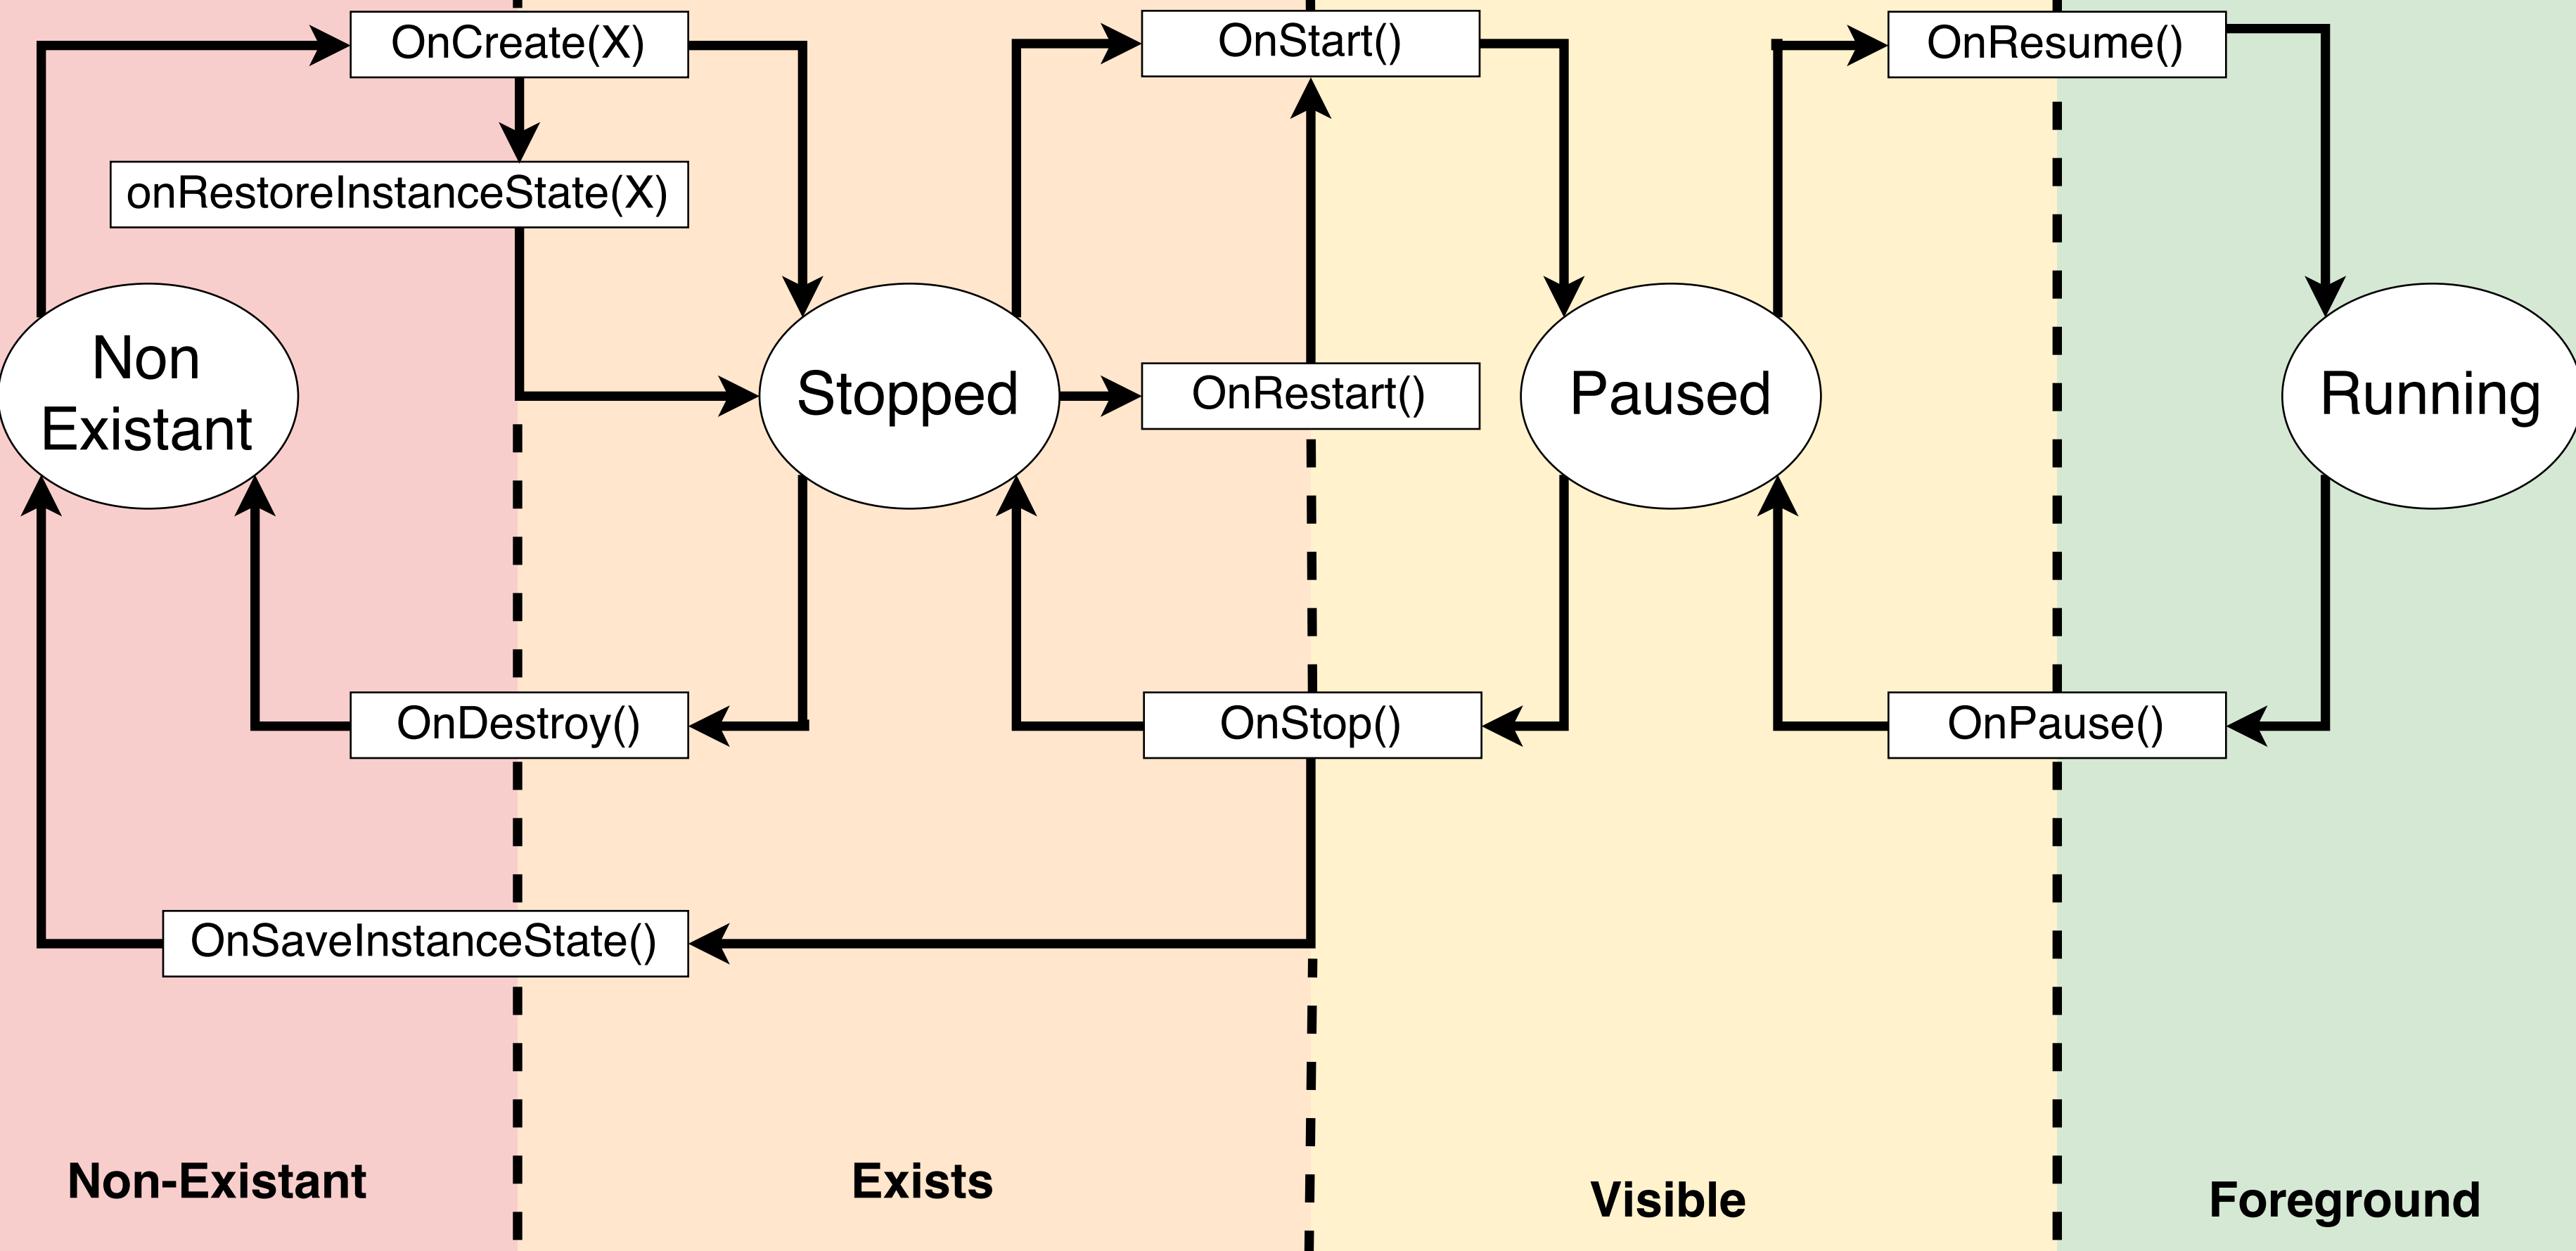 OnCreate(X)
OnStart()
OnResume()
onRestoreInstanceState(X)
Non
Existant
Stopped
OnRestart()
Paused
Running
OnDestroy()
OnStop()
OnPause()
OnSaveInstanceState()
Non-Existant
Exists
Visible
Foreground